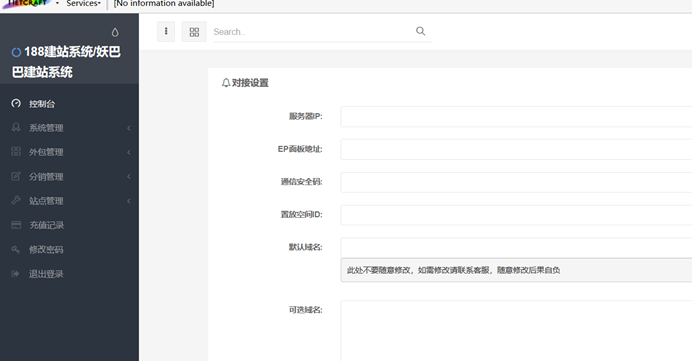 NETCRAFT Services▾ [No information available]
188建站系统/妖巴
巴建站系统
Search...
控制台
系统管理
外包管理
分销管理
站点管理
充值记录
修改密码
退出登录
对接设置
服务器IP:
EP面板地址:
通信安全码:
置放空间ID:
默认域名:
此处不要随意修改，如需修改请联系客服，随意修改后果自负
可选域名: